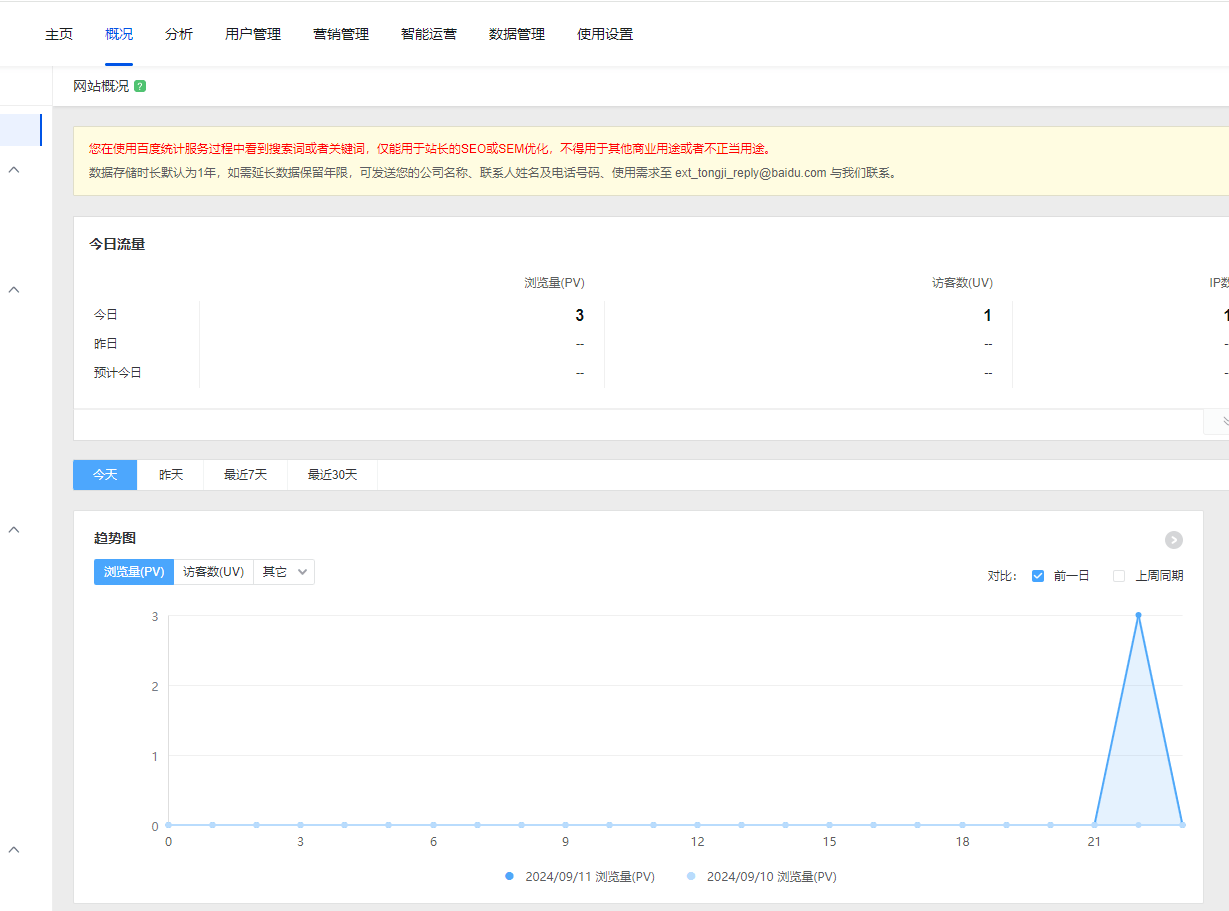 主页 概况 分析 用户管理 营销管理 智能运营 数据管理 使用设置
网站概况 ?
您在使用百度统计服务过程中看到搜索词或者关键词，仅能用于站长的SEO或SEM优化，不得用于其他商业用途或者不正当用途。
数据存储时长默认为1年，如需延长数据保留年限，可发送您的公司名称、联系人姓名及电话号码、使用需求至 ext_tongji_reply@baidu.com 与我们联系。
今日流量
浏览量(PV) 访客数(UV) IP数
今日 3 1 1
昨日 -- -- -
预计今日 -- -- -
今天 昨天 最近7天 最近30天
趋势图
浏览量(PV) 访客数(UV) 其它
对比： 前一日 上周同期
3
2
1
0
0 3 6 9 12 15 18 21
2024/09/11 浏览量(PV) 2024/09/10 浏览量(PV)